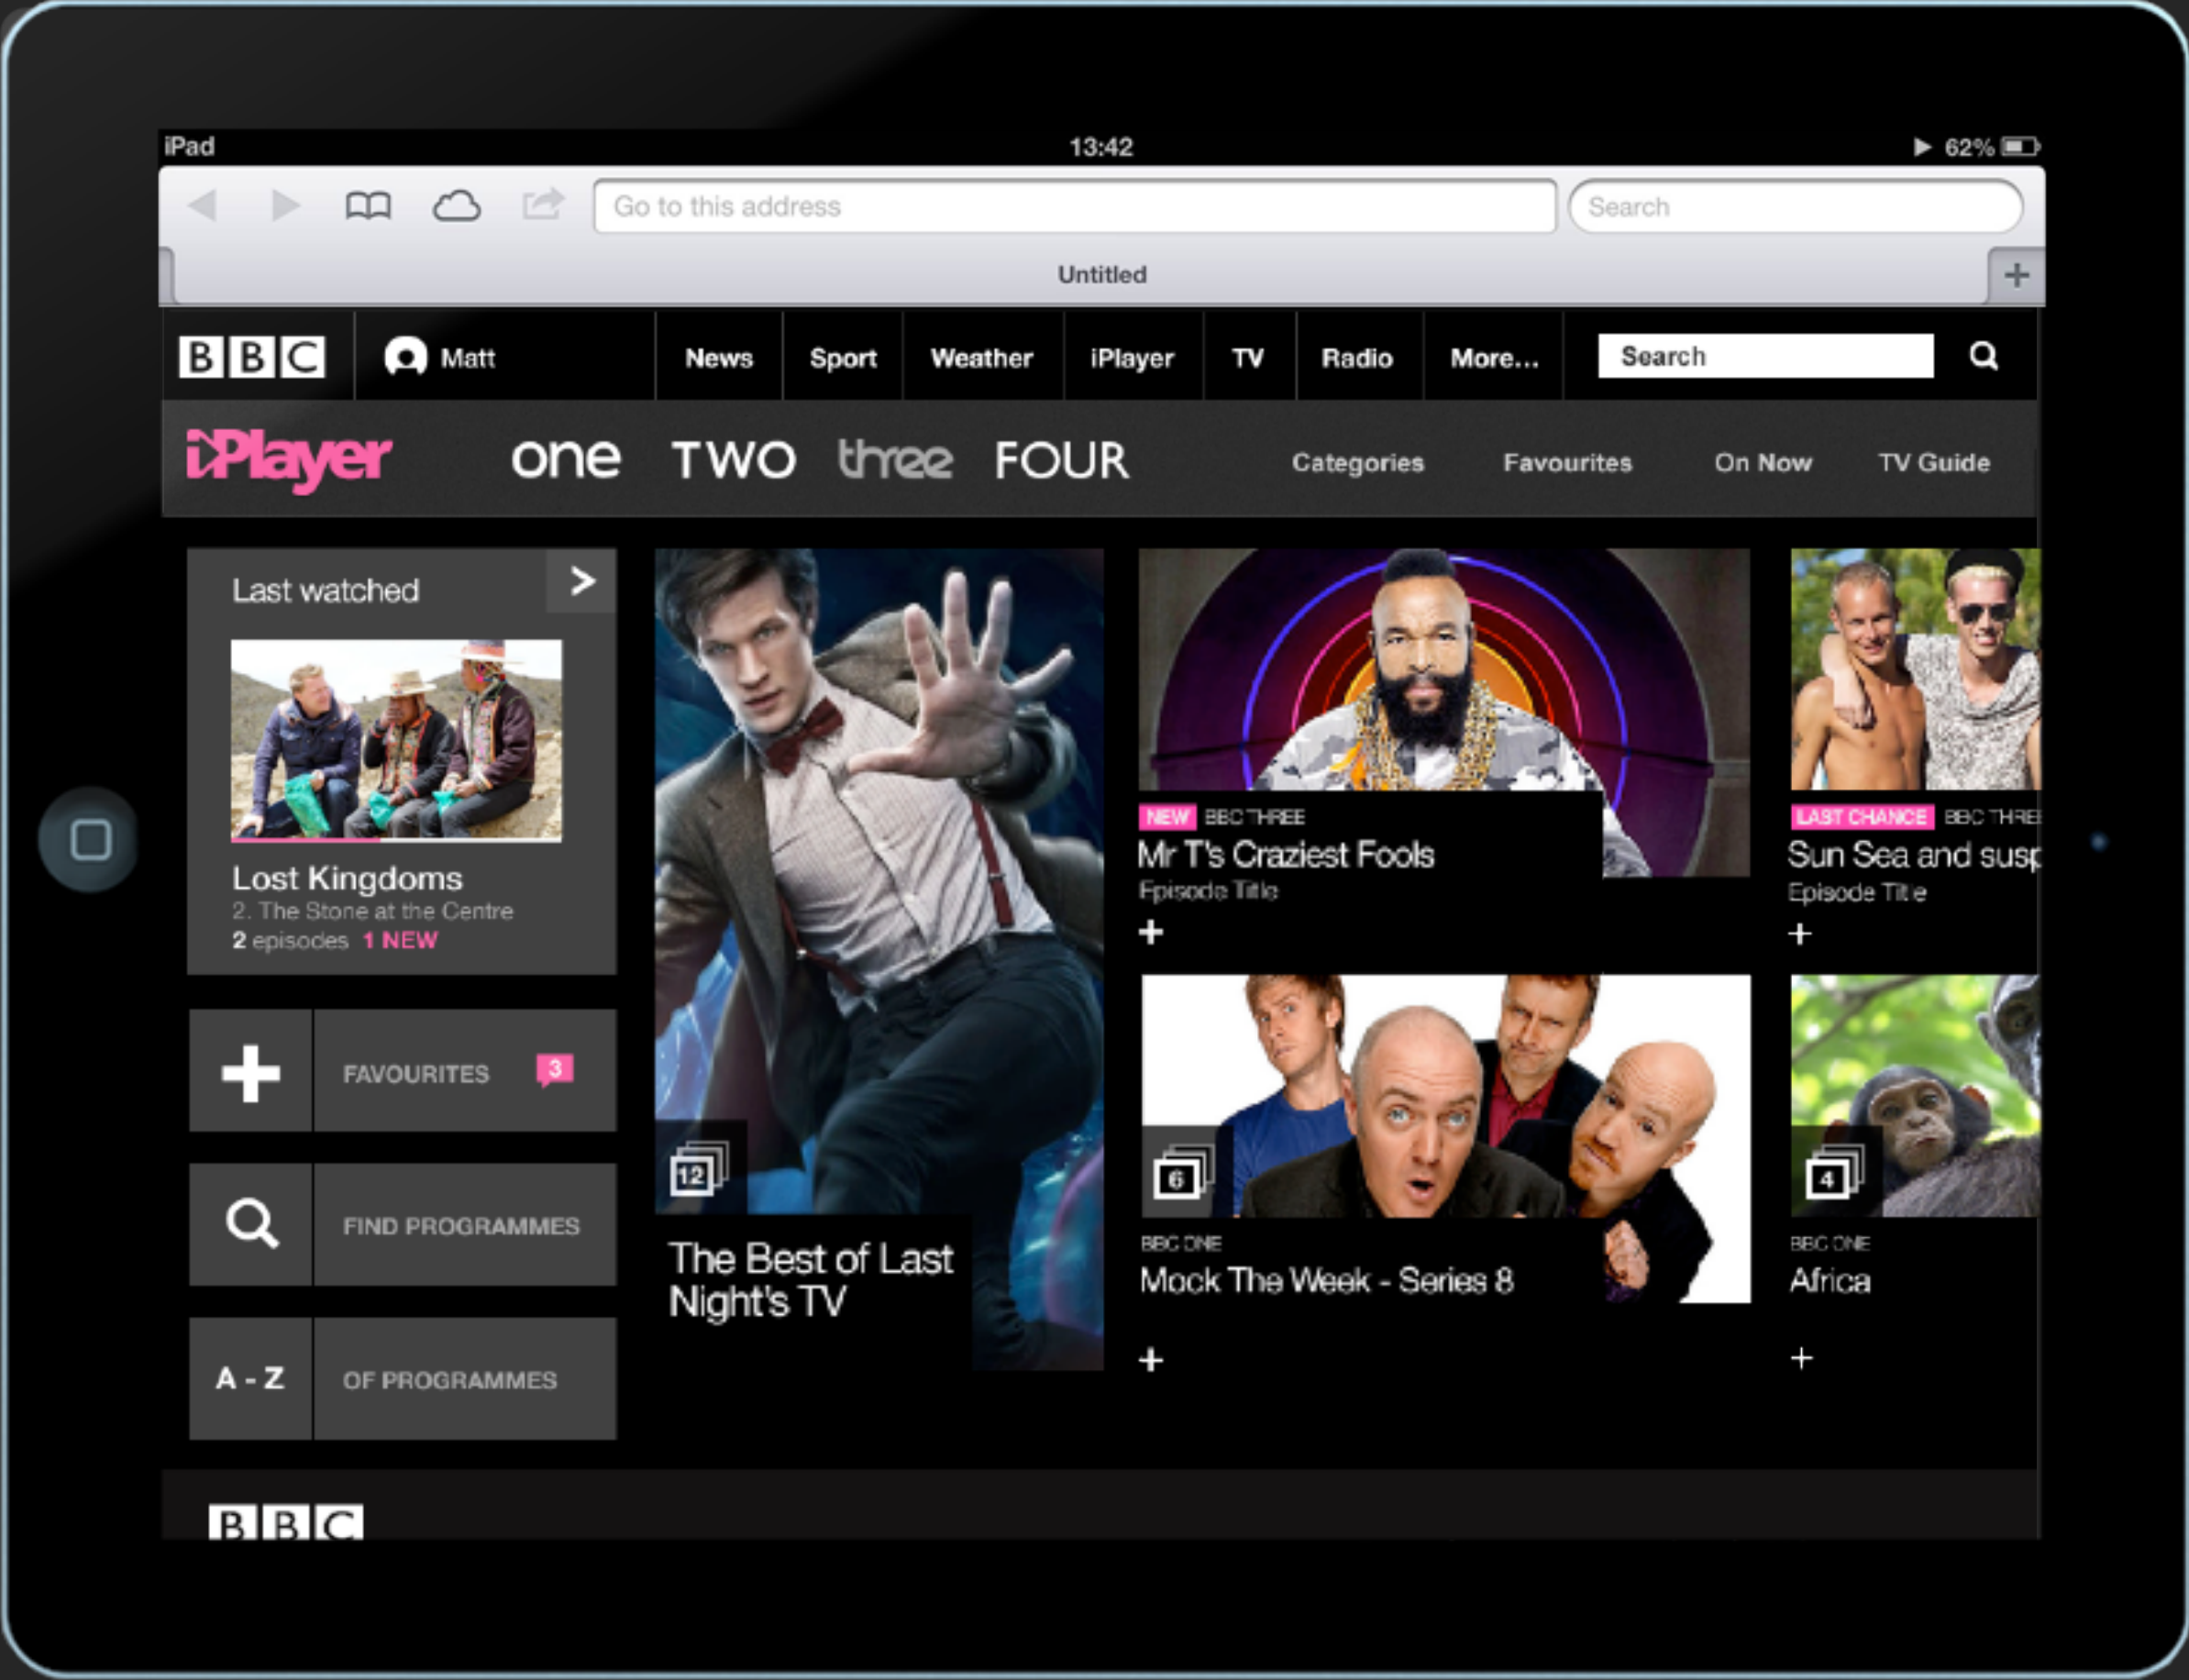 iPad
13:42
62%
Go to this address
Search
Untitled
BBC
Matt
News
Sport
Weather
iPlayer
TV
Radio
More...
Search
iPlayer
one
TWO
three
FOUR
Categories
Favourites
On Now
TV Guide
Last watched
Lost Kingdoms
2. The Stone at the Centre
2 episodes 1 NEW
FAVOURITES
3
FIND PROGRAMMES
A - Z
OF PROGRAMMES
12
The Best of Last
Night's TV
NEW BBC THREE
Mr T's Craziest Fools
Episode Title
+
6
BBC ONE
Mock The Week - Series 8
+
LAST CHANCE BBC THREE
Sun Sea and susp
Episode Title
+
4
BBC ONE
Africa
+
BBC